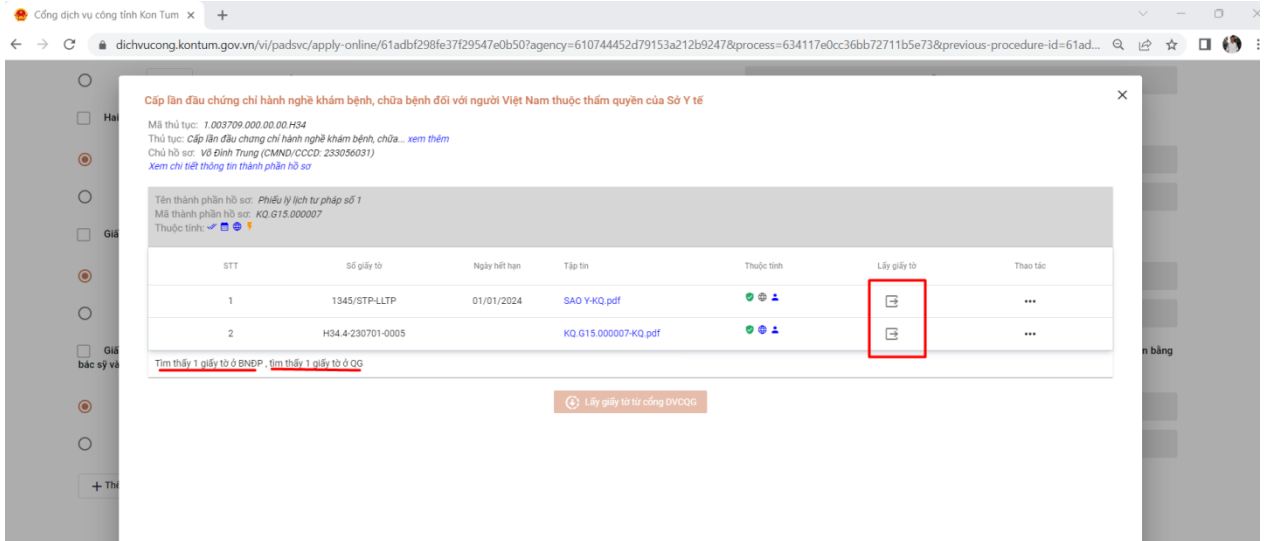 Cổng dịch vụ công tỉnh Kon Tum
dichvucong.kontum.gov.vn/vi/padsvc/apply-online/61adbf298fe37f29547e0b50?agency=610744452d79153a212b9247&process=634117e0cc36bb72711b5e73&previous-procedure-id=61ad...
Cấp lần đầu chứng chỉ hành nghề khám bệnh, chữa bệnh đối với người Việt Nam thuộc thẩm quyền của Sở Y tế
Mã thủ tục: 1.003709.000.00.00.H34
Thủ tục: Cấp lần đầu chứng chỉ hành nghề khám bệnh, chữa... xem thêm
Chủ hồ sơ: Võ Đình Trung (CMND/CCCD: 233056031)
Xem chi tiết thông tin thành phần hồ sơ
Tên thành phần hồ sơ: Phiếu lý lịch tư pháp số 1
Mã thành phần hồ sơ: KQ.G15.000007
Thuộc tính:
STT Số giấy tờ Ngày hết hạn Tập tin Thuộc tính Lấy giấy tờ Thao tác
1 1345/STP-LLTP 01/01/2024 SAO Y-KQ.pdf
2 H34.4-230701-0005 KQ.G15.000007-KQ.pdf
Tìm thấy 1 giấy tờ ở BNĐP , tìm thấy 1 giấy tờ ở QG
Lấy giấy tờ từ cổng DVCQG
Hai
Giấ
Giấ
bác sỹ và
n bằng
+ Thê